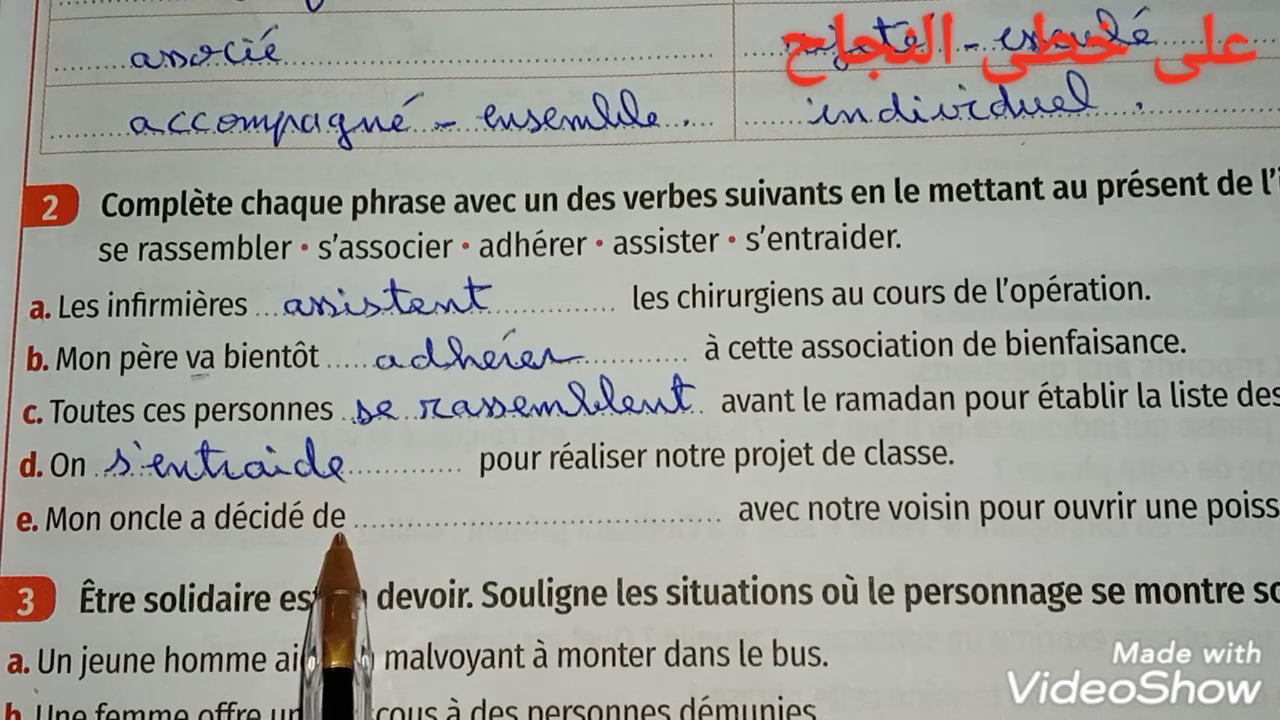 associé
على خطى النجاح
accompagné - ensemble.
individuel.
2 Complète chaque phrase avec un des verbes suivants en le mettant au présent de l'
se rassembler • s'associer • adhérer • assister • s'entraider.
a. Les infirmières assistent les chirurgiens au cours de l'opération.
b. Mon père va bientôt adhérer à cette association de bienfaisance.
c. Toutes ces personnes se rassemblent avant le ramadan pour établir la liste des
d. On s'entraide pour réaliser notre projet de classe.
e. Mon oncle a décidé de avec notre voisin pour ouvrir une poiss
3 Être solidaire es devoir. Souligne les situations où le personnage se montre so
a. Un jeune homme ai malvoyant à monter dans le bus.
b. Une femme offre un cous à des personnes démunies
Made with
VideoShow